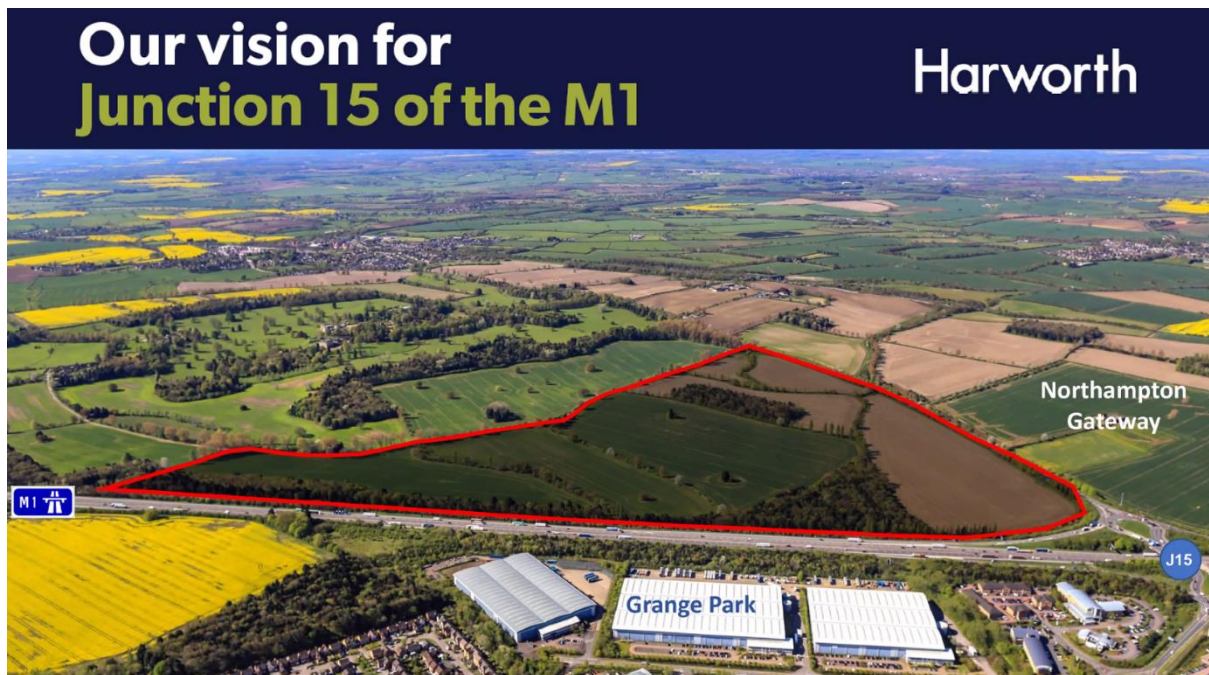 Our vision for
Junction 15 of the M1
Harworth
Northampton
Gateway
M1
J15
Grange Park